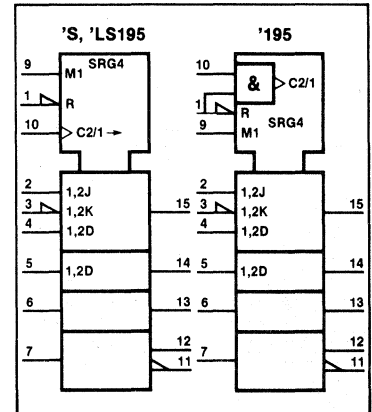 'S, 'LS195
9 M1 SRG4
1 R
10 C2/1 →
2 1,2J
3 1,2K 15
4 1,2D
5 1,2D 14
6 13
7 12
11
'195
10 & C2/1
1 R
9 M1 SRG4
2 1,2J
3 1,2K 15
4 1,2D
5 1,2D 14
6 13
7 12
11